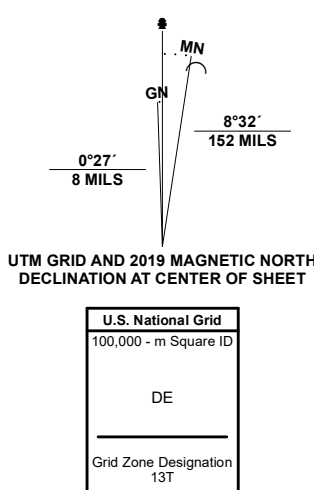 MN
GN
8°32´
152 MILS
0°27´
8 MILS
UTM GRID AND 2019 MAGNETIC NORTH
DECLINATION AT CENTER OF SHEET
U.S. National Grid
100,000 - m Square ID
DE
Grid Zone Designation
13T